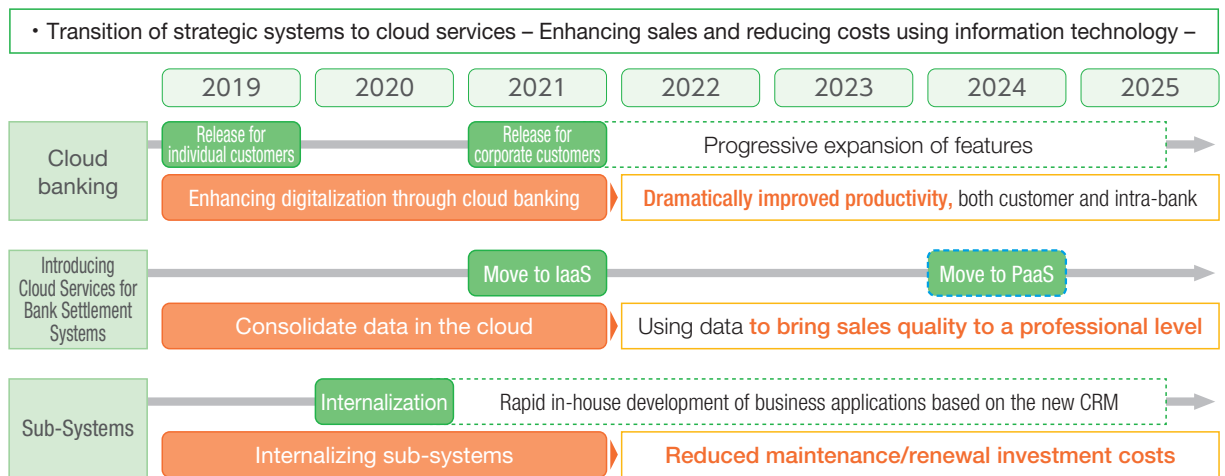 ・Transition of strategic systems to cloud services – Enhancing sales and reducing costs using information technology –
2019
2020
2021
2022
2023
2024
2025
Cloud
banking
Release for
individual customers
Release for
corporate customers
Progressive expansion of features
Enhancing digitalization through cloud banking
Dramatically improved productivity, both customer and intra-bank
Introducing
Cloud Services for
Bank Settlement
Systems
Move to IaaS
Move to PaaS
Consolidate data in the cloud
Using data to bring sales quality to a professional level
Sub-Systems
Internalization
Rapid in-house development of business applications based on the new CRM
Internalizing sub-systems
Reduced maintenance/renewal investment costs